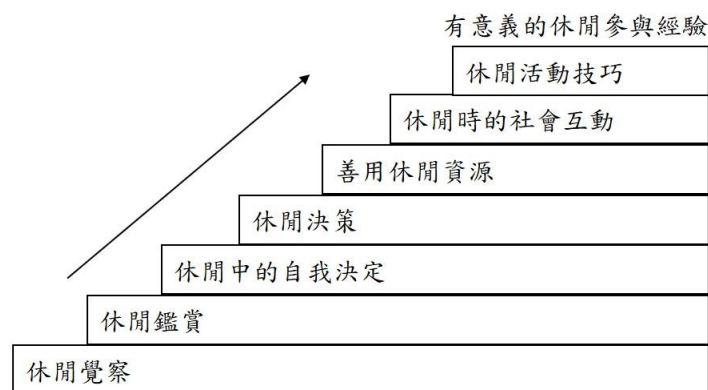 有意義的休閒參與經驗
休閒活動技巧
休閒時的社會互動
善用休閒資源
休閒決策
休閒中的自我決定
休閒鑑賞
休閒覺察